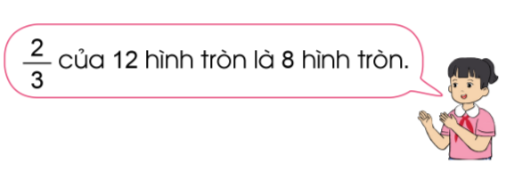 2/3 của 12 hình tròn là 8 hình tròn.